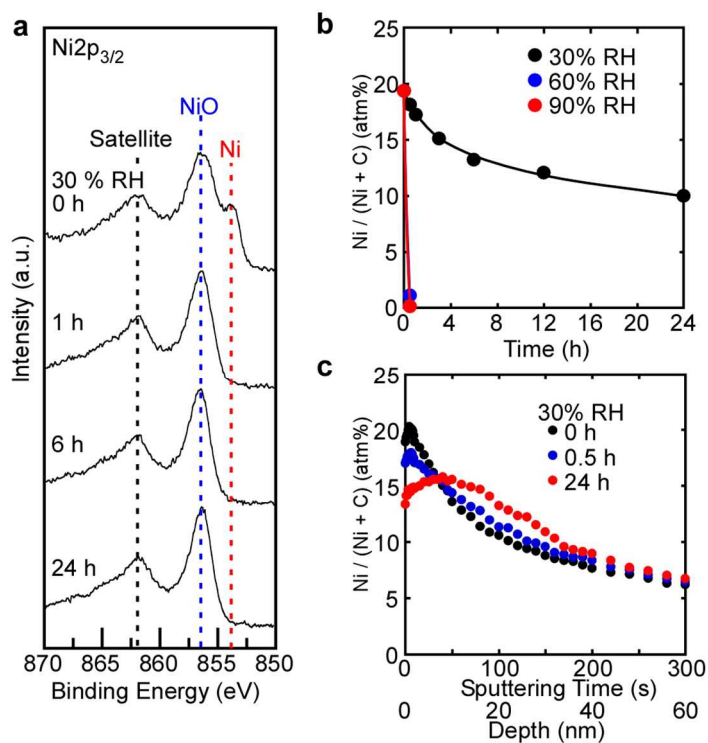 a
Ni2p3/2
NiO
Ni
Satellite
30 % RH
0 h
1 h
6 h
24 h
Intensity (a.u.)
870 865 860 855 850
Binding Energy (eV)
b
25
20
15
10
5
0
Ni / (Ni + C) (atm%)
30% RH
60% RH
90% RH
0 4 8 12 16 20 24
Time (h)
c
25
20
15
10
5
0
Ni / (Ni + C) (atm%)
30% RH
0 h
0.5 h
24 h
0 100 200 300
Sputtering Time (s)
0 20 40 60
Depth (nm)